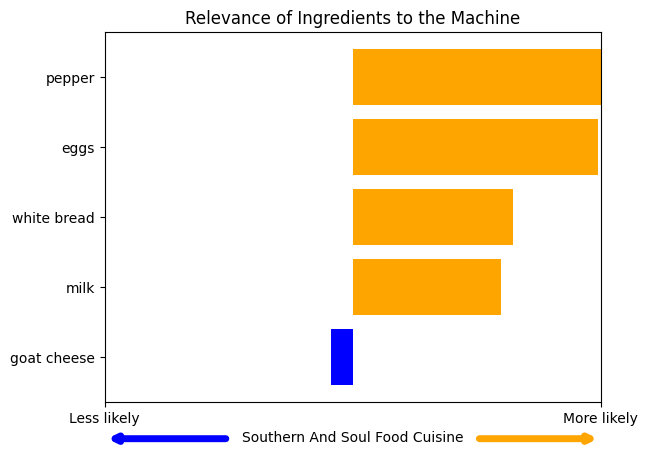 Relevance of Ingredients to the Machine
pepper
eggs
white bread
milk
goat cheese
Less likely
More likely
Southern And Soul Food Cuisine